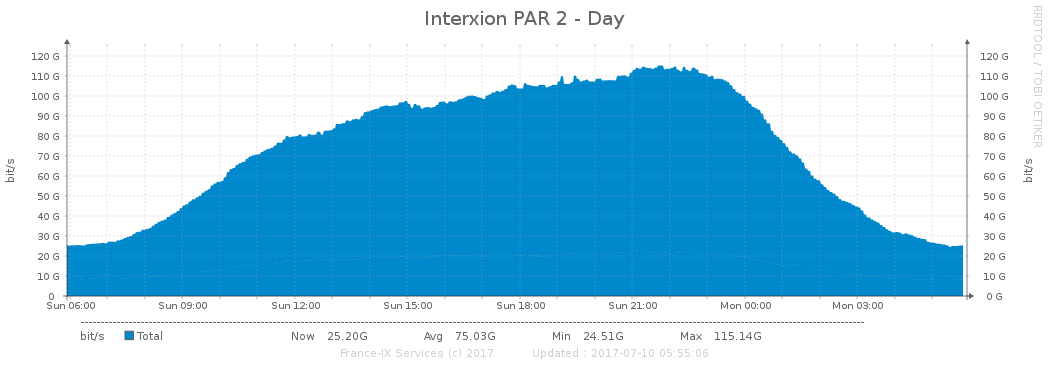 Interxion PAR 2 - Day
RRDTOOL / TOBI OETIKER
bit/s
120 G 120 G
110 G 110 G
100 G 100 G
90 G 90 G
80 G 80 G
70 G 70 G
60 G 60 G
50 G 50 G
40 G 40 G
30 G 30 G
20 G 20 G
10 G 10 G
0 0 G
bit/s
Sun 06:00 Sun 09:00 Sun 12:00 Sun 15:00 Sun 18:00 Sun 21:00 Mon 00:00 Mon 03:00
bit/s Total Now 25.20G Avg 75.03G Min 24.51G Max 115.14G
France-IX Services (c) 2017 Updated : 2017-07-10 05:55:06